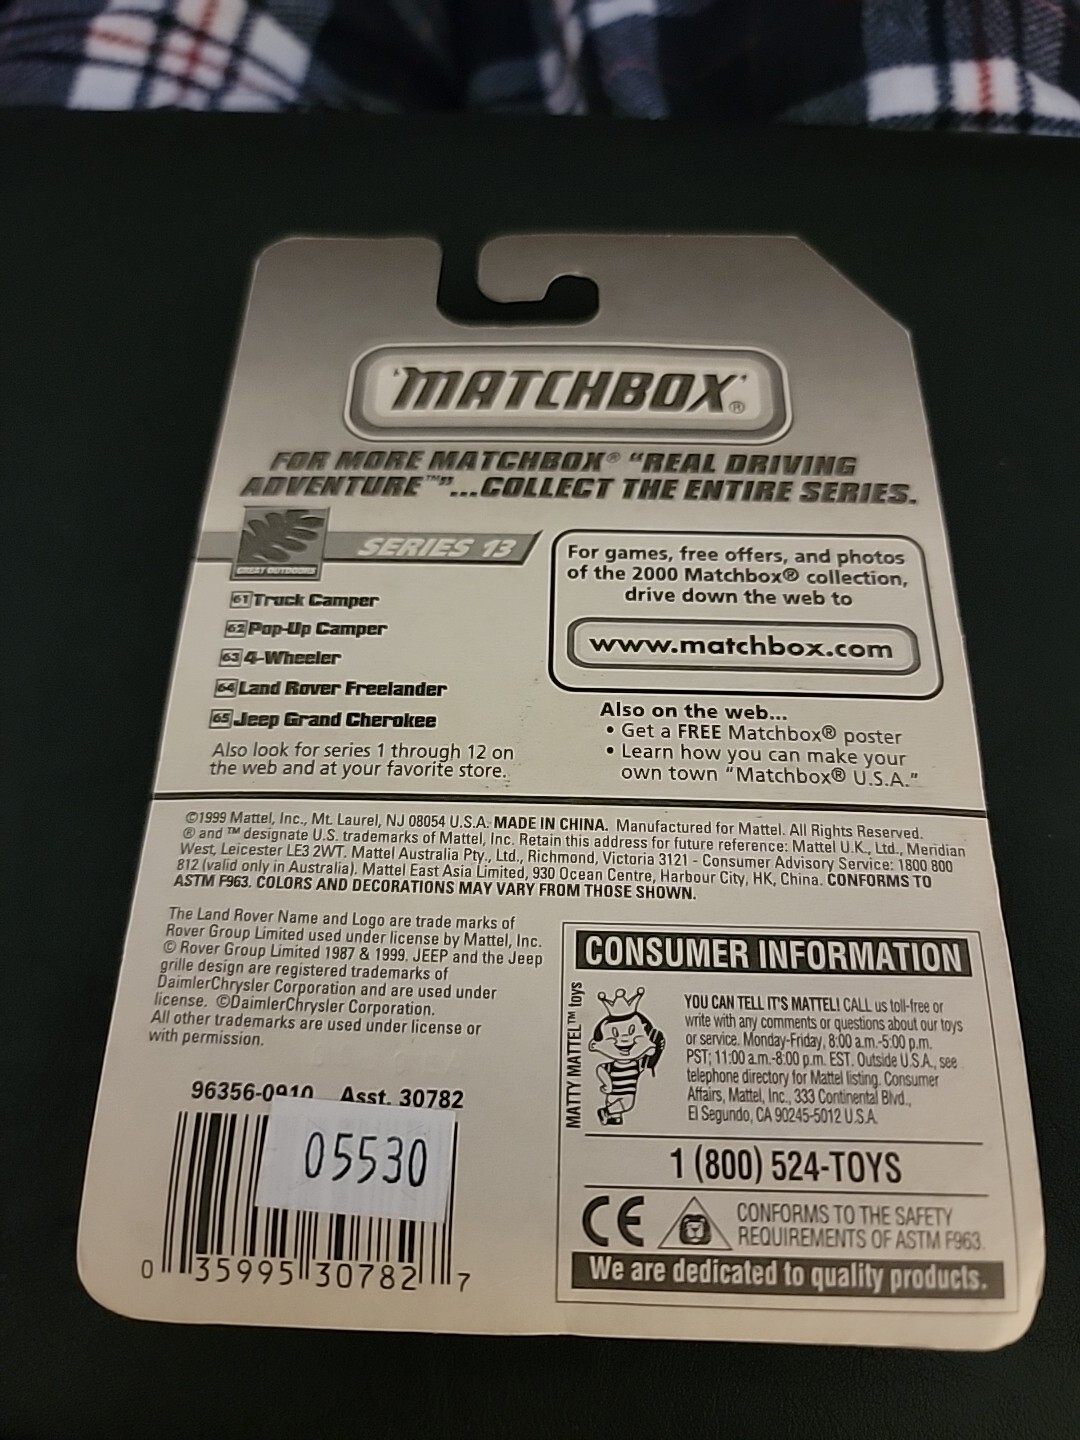 'MATCHBOX'®
FOR MORE MATCHBOX® "REAL DRIVING
ADVENTURE™"...COLLECT THE ENTIRE SERIES.
GREAT OUTDOORS
SERIES 13
61 Truck Camper
62 Pop-Up Camper
63 4-Wheeler
64 Land Rover Freelander
65 Jeep Grand Cherokee
Also look for series 1 through 12 on
the web and at your favorite store.
For games, free offers, and photos
of the 2000 Matchbox® collection,
drive down the web to
www.matchbox.com
Also on the web...
• Get a FREE Matchbox® poster
• Learn how you can make your
own town "Matchbox® U.S.A."
©1999 Mattel, Inc., Mt. Laurel, NJ 08054 U.S.A. MADE IN CHINA. Manufactured for Mattel. All Rights Reserved.
® and ™ designate U.S. trademarks of Mattel, Inc. Retain this address for future reference: Mattel U.K., Ltd., Meridian
West, Leicester LE3 2WT. Mattel Australia Pty., Ltd., Richmond, Victoria 3121 - Consumer Advisory Service: 1800 800
812 (valid only in Australia). Mattel East Asia Limited, 930 Ocean Centre, Harbour City, HK, China. CONFORMS TO
ASTM F963. COLORS AND DECORATIONS MAY VARY FROM THOSE SHOWN.
The Land Rover Name and Logo are trade marks of
Rover Group Limited used under license by Mattel, Inc.
© Rover Group Limited 1987 & 1999. JEEP and the Jeep
grille design are registered trademarks of
DaimlerChrysler Corporation and are used under
license. ©DaimlerChrysler Corporation.
All other trademarks are used under license or
with permission.
96356-0910 Asst. 30782
05530
0 35995 30782 7
CONSUMER INFORMATION
MATTY MATTEL™ toys
YOU CAN TELL IT'S MATTEL! CALL us toll-free or
write with any comments or questions about our toys
or service. Monday-Friday, 8:00 a.m.-5:00 p.m.
PST; 11:00 a.m.-8:00 p.m. EST. Outside U.S.A., see
telephone directory for Mattel listing. Consumer
Affairs, Mattel, Inc., 333 Continental Blvd.,
El Segundo, CA 90245-5012 U.S.A.
1 (800) 524-TOYS
CE
CONFORMS TO THE SAFETY
REQUIREMENTS OF ASTM F963.
We are dedicated to quality products.